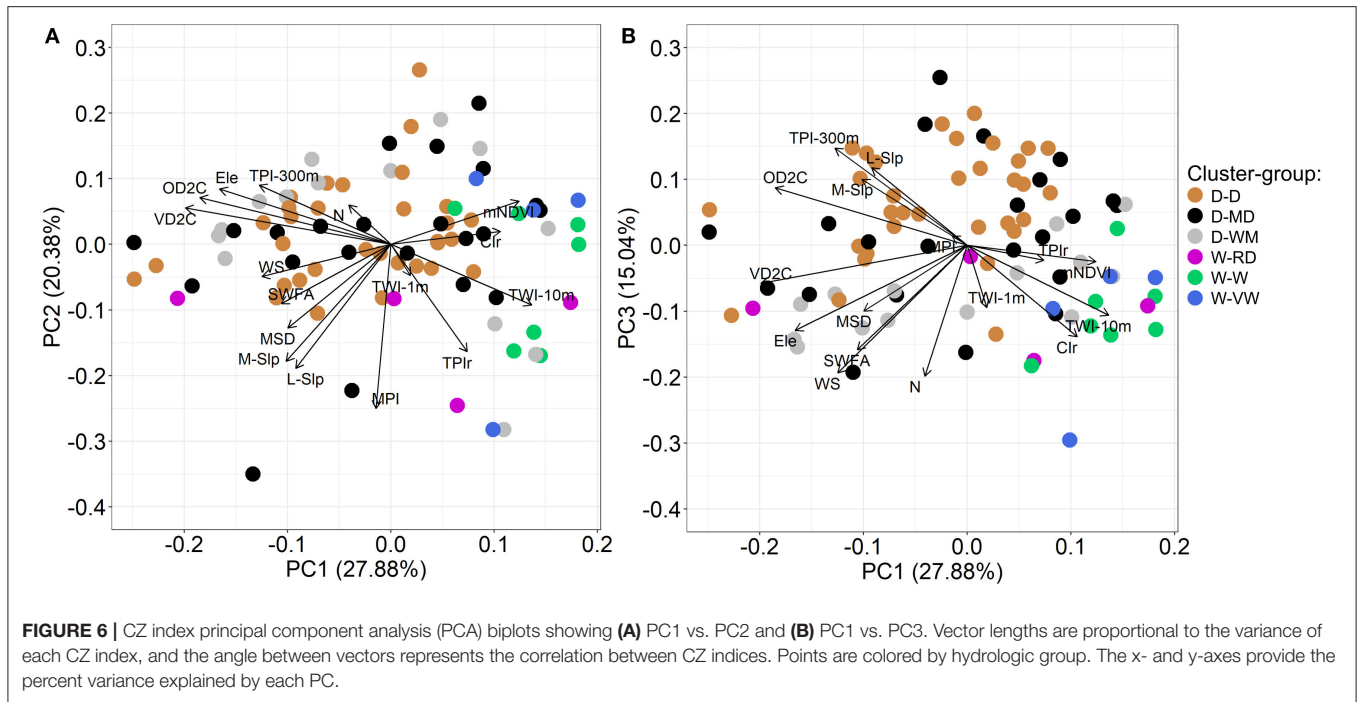 A
B
0.3
0.2
0.1
0.0
-0.1
-0.2
-0.3
-0.4
PC2 (20.38%)
TPI-300m
Ele
OD2C
VD2C
N
mNDVI
Clr
WS
SWFA
TWI-1m
TWI-10m
MSD
M-Slp
L-Slp
TPIr
MPI
-0.2
-0.1
0.0
0.1
0.2
PC1 (27.88%)
0.3
0.2
0.1
0.0
-0.1
-0.2
-0.3
-0.4
PC3 (15.04%)
TPI-300m
L-Slp
OD2C
M-Slp
MPI
TPIr
mNDVI
VD2C
TWI-1m
MSD
TWI-10m
Ele
Clr
SWFA
WS
N
-0.2
-0.1
0.0
0.1
0.2
PC1 (27.88%)
Cluster-group:
D-D
D-MD
D-WM
W-RD
W-W
W-VW
FIGURE 6 | CZ index principal component analysis (PCA) biplots showing (A) PC1 vs. PC2 and (B) PC1 vs. PC3. Vector lengths are proportional to the variance of
each CZ index, and the angle between vectors represents the correlation between CZ indices. Points are colored by hydrologic group. The x- and y-axes provide the
percent variance explained by each PC.